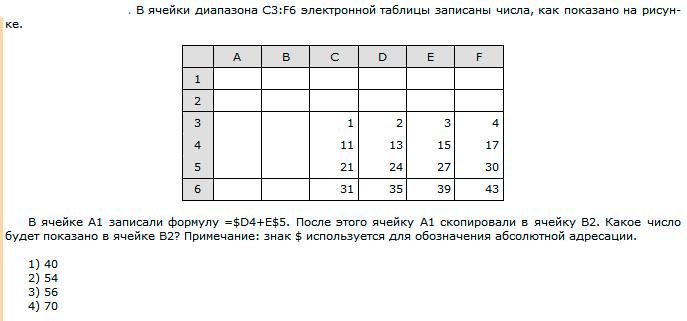 . В ячейки диапазона C3:F6 электронной таблицы записаны числа, как показано на рисун-
ке.
A B C D E F
1
2
3 1 2 3 4
4 11 13 15 17
5 21 24 27 30
6 31 35 39 43
В ячейке A1 записали формулу =$D4+E$5. После этого ячейку A1 скопировали в ячейку B2. Какое число
будет показано в ячейке B2? Примечание: знак $ используется для обозначения абсолютной адресации.
1) 40
2) 54
3) 56
4) 70